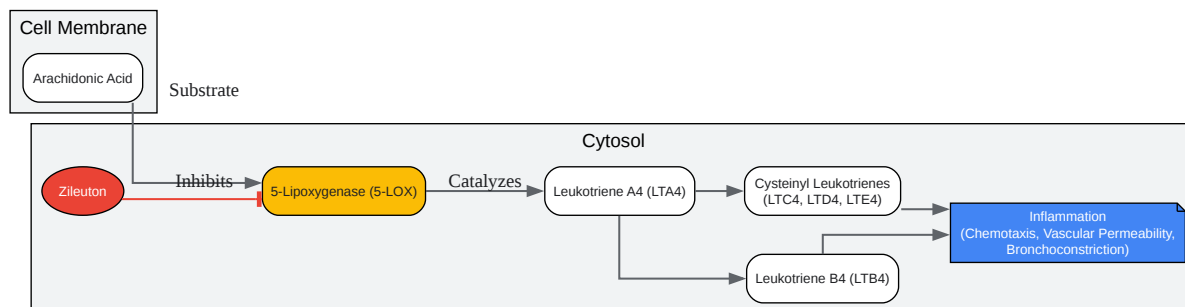 Cell Membrane
Arachidonic Acid
Substrate
Cytosol
Zileuton
Inhibits
5-Lipoxygenase (5-LOX)
Catalyzes
Leukotriene A4 (LTA4)
Cysteinyl Leukotrienes
(LTC4, LTD4, LTE4)
Leukotriene B4 (LTB4)
Inflammation
(Chemotaxis, Vascular Permeability,
Bronchoconstriction)